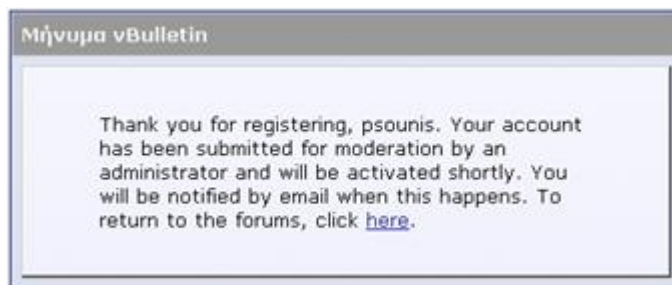 Μήνυμα vBulletin
Thank you for registering, psounis. Your account
has been submitted for moderation by an
administrator and will be activated shortly. You
will be notified by email when this happens. To
return to the forums, click here.